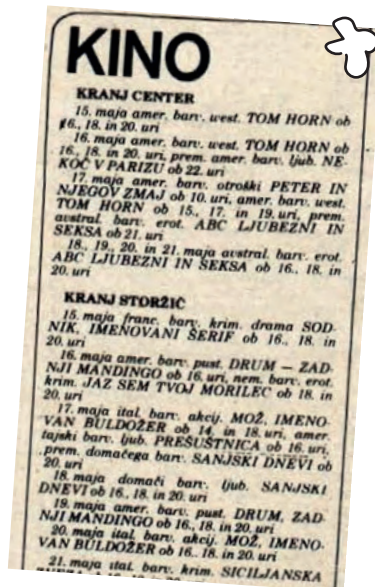 KINO
KRANJ CENTER
15. maja amer. barv. west. TOM HORN ob
16., 18. in 20. uri
16. maja amer. barv. west. TOM HORN ob
16., 18. in 20. uri, prem. amer. barv. ljub. NE-
KOČ V PARIZU ob 22. uri
17. maja amer. barv. otroški PETER IN
NJEGOV ZMAJ ob 10. uri, amer. barv. west.
TOM HORN ob 15., 17. in 19. uri, prem.
avstral. barv. erot. ABC LJUBEZNI IN
SEKSA ob 21. uri
18., 19., 20. in 21. maja avstral. barv. erot.
ABC LJUBEZNI IN SEKSA ob 16., 18. in
20. uri
KRANJ STORŽIČ
15. maja franc. barv. krim. drama SOD-
NIK, IMENOVANI ŠERIF ob 16., 18. in
20. uri
16. maja amer. barv. pust. DRUM — ZAD-
NJI MANDINGO ob 16. uri, nem. barv. erot.
krim. JAZ SEM TVOJ MORILEC ob 18. in
20. uri
17. maja ital. barv. akcij. MOŽ, IMENO-
VAN BULDOŽER ob 14. in 18. uri, amer.
tajski barv. ljub. PREŠUŠTNICA ob 16. uri,
prem. domačega barv. SANJSKI DNEVI ob
20. uri
18. maja domači barv. ljub. SANJSKI
DNEVI ob 16., 18. in 20. uri
19. maja amer. barv. pust. DRUM, ZAD-
NJI MANDINGO ob 16., 18. in 20. uri
20. maja ital. barv. akcij. MOŽ, IMENO-
VAN BULDOŽER ob 16., 18. in 20. uri
21. maja ital. barv. krim. SICILJANSKA